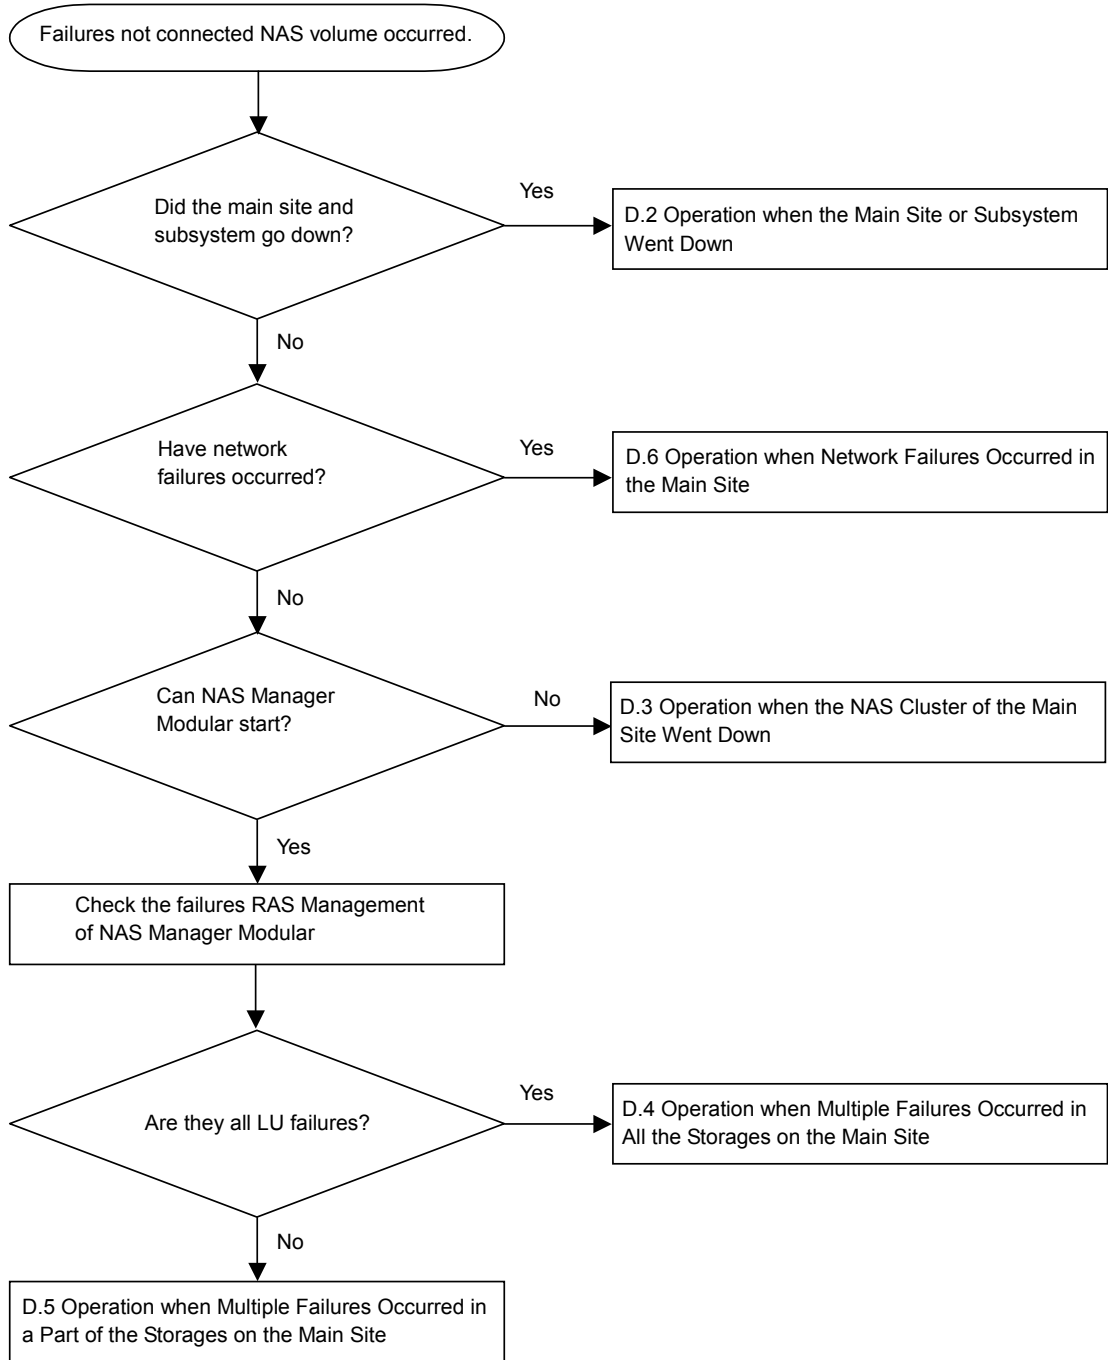 Failures not connected NAS volume occurred.
Did the main site and
subsystem go down?
Yes
D.2 Operation when the Main Site or Subsystem
Went Down
No
Have network
failures occurred?
Yes
D.6 Operation when Network Failures Occurred in
the Main Site
No
Can NAS Manager
Modular start?
No
D.3 Operation when the NAS Cluster of the Main
Site Went Down
Yes
Check the failures RAS Management
of NAS Manager Modular
Are they all LU failures?
Yes
D.4 Operation when Multiple Failures Occurred in
All the Storages on the Main Site
No
D.5 Operation when Multiple Failures Occurred in
a Part of the Storages on the Main Site